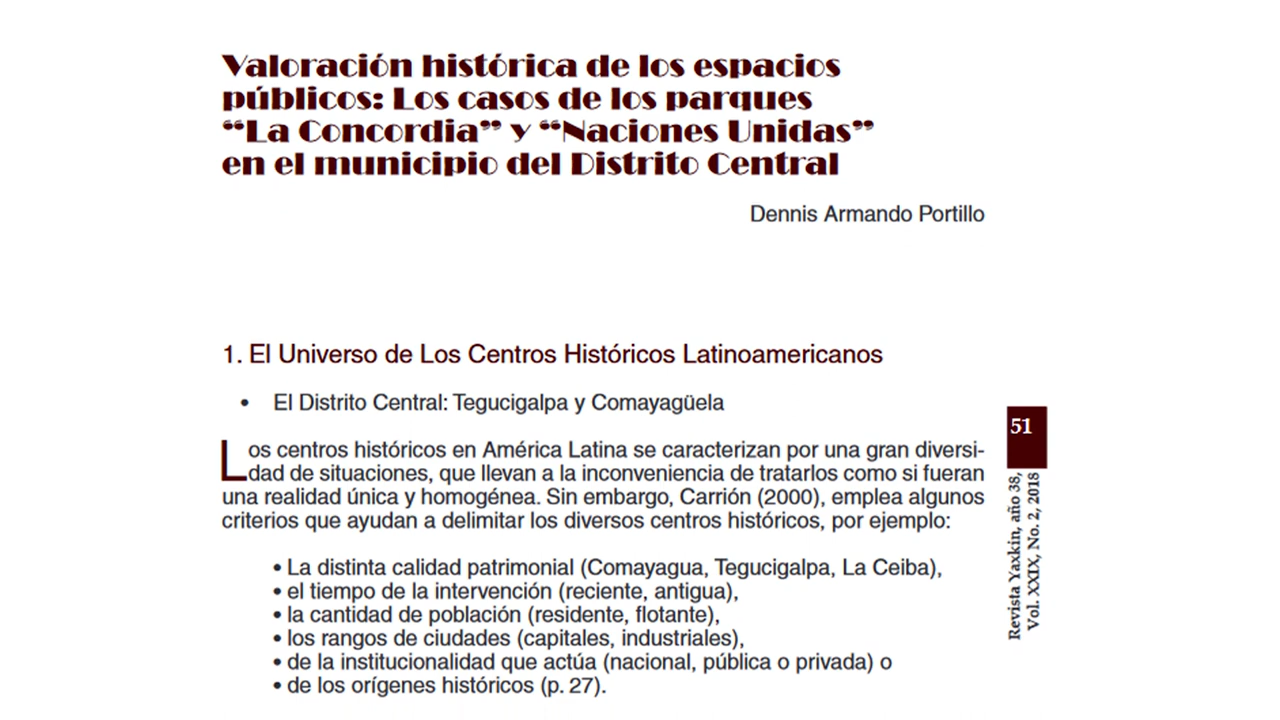 Valoración histórica de los espacios
públicos: Los casos de los parques
“La Concordia” y “Naciones Unidas”
en el municipio del Distrito Central
Dennis Armando Portillo
1. El Universo de Los Centros Históricos Latinoamericanos
• El Distrito Central: Tegucigalpa y Comayagüela
Los centros históricos en América Latina se caracterizan por una gran diversi-
dad de situaciones, que llevan a la inconveniencia de tratarlos como si fueran
una realidad única y homogénea. Sin embargo, Carrión (2000), emplea algunos
criterios que ayudan a delimitar los diversos centros históricos, por ejemplo:
• La distinta calidad patrimonial (Comayagua, Tegucigalpa, La Ceiba),
• el tiempo de la intervención (reciente, antigua),
• la cantidad de población (residente, flotante),
• los rangos de ciudades (capitales, industriales),
• de la institucionalidad que actúa (nacional, pública o privada) o
• de los orígenes históricos (p. 27).
51
Revista Yaxkin, año 38,
Vol. XXIX, No. 2, 2018